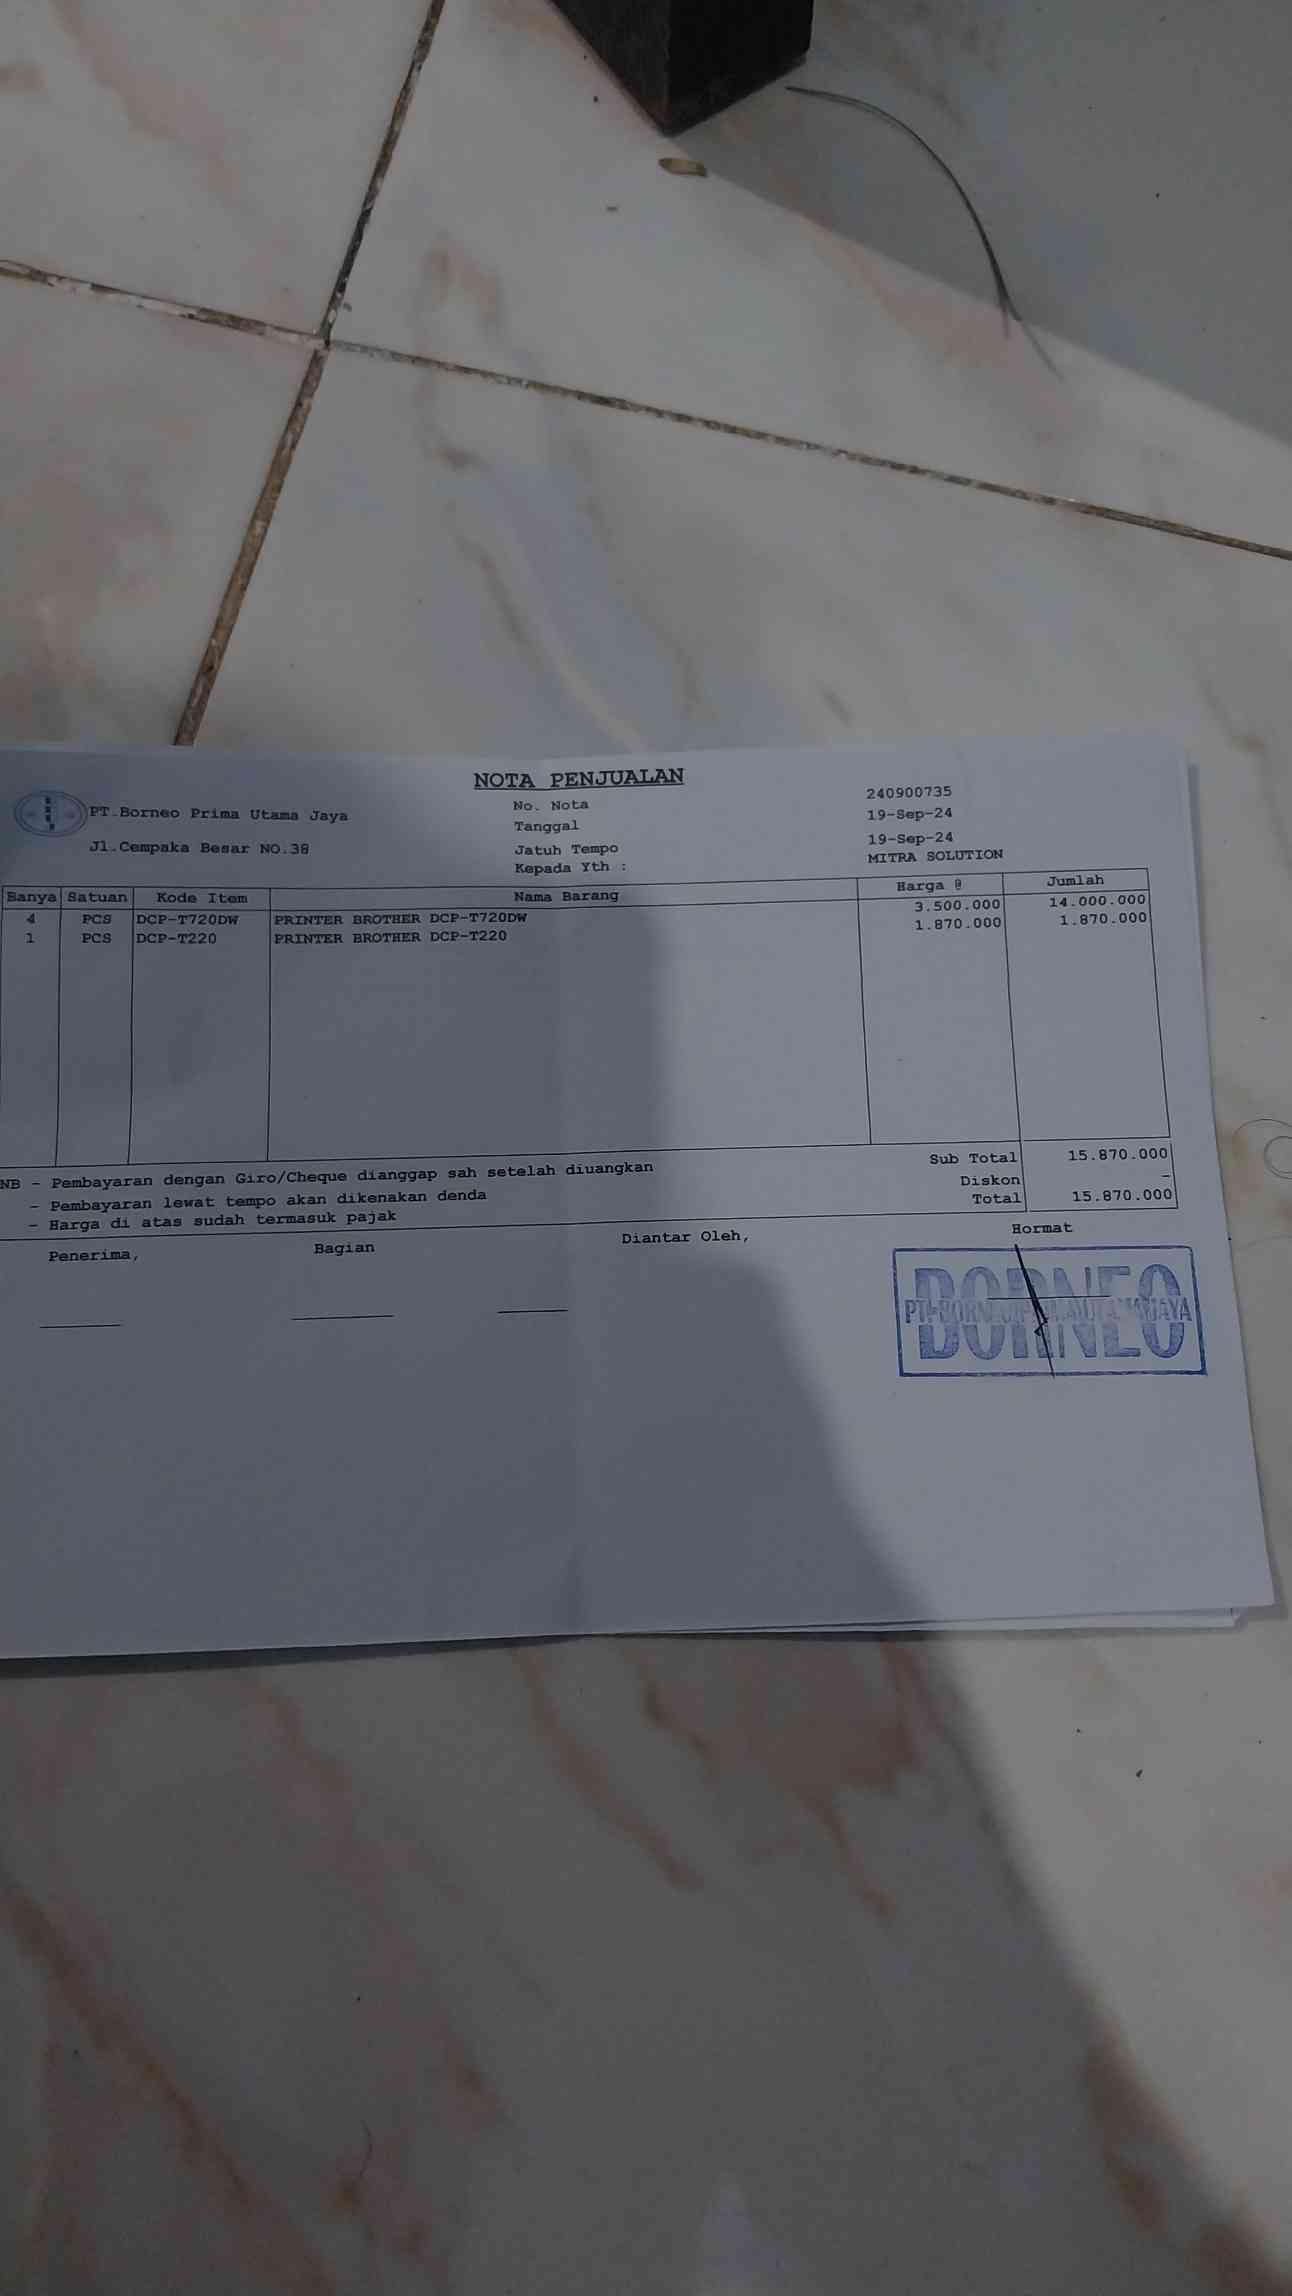 NOTA PENJUALAN
PT.Borneo Prima Utama Jaya
Jl.Cempaka Besar NO.38
No. Nota 240900735
Tanggal 19-Sep-24
Jatuh Tempo 19-Sep-24
Kepada Yth : MITRA SOLUTION
Banya Satuan Kode Item Nama Barang Harga @ Jumlah
4 PCS DCP-T720DW PRINTER BROTHER DCP-T720DW 3.500.000 14.000.000
1 PCS DCP-T220 PRINTER BROTHER DCP-T220 1.870.000 1.870.000
NB - Pembayaran dengan Giro/Cheque dianggap sah setelah diuangkan
- Pembayaran lewat tempo akan dikenakan denda
- Harga di atas sudah termasuk pajak
Sub Total 15.870.000
Diskon -
Total 15.870.000
Penerima, Bagian Diantar Oleh, Hormat
BORNEO